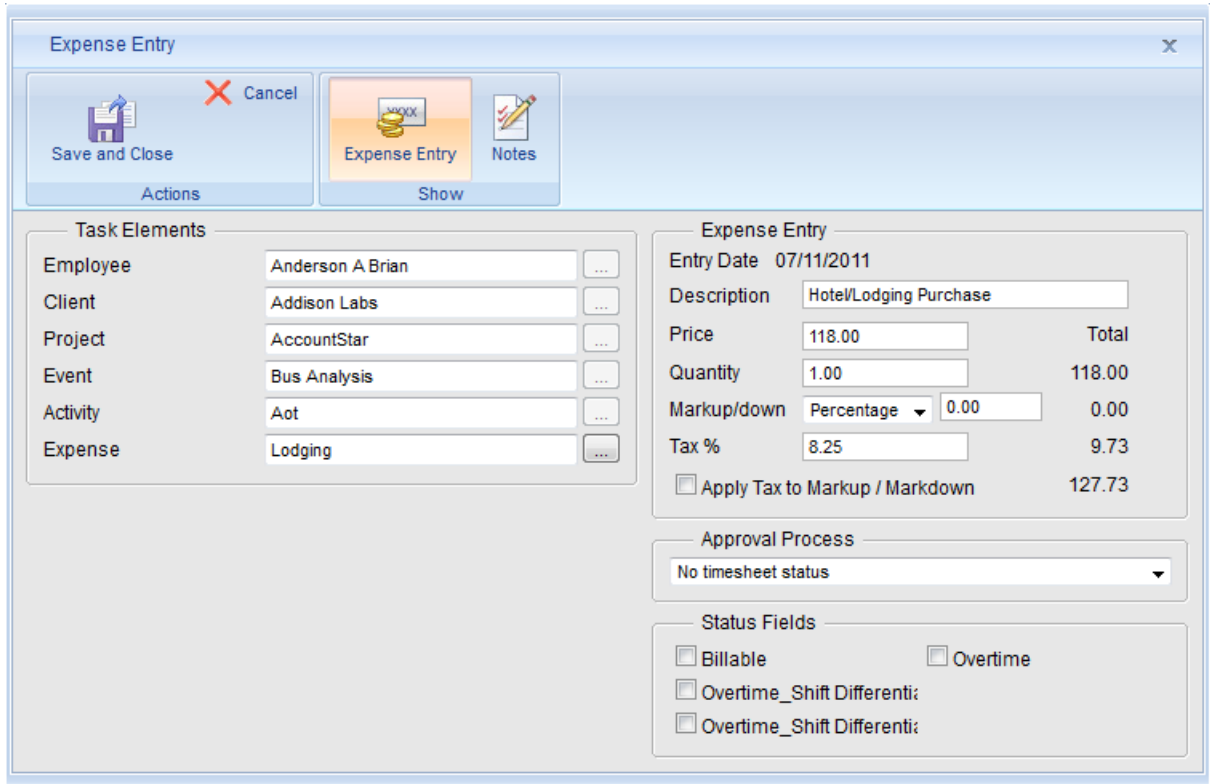 Expense Entry
x
Cancel
Save and Close
Expense Entry
Notes
Actions
Show
Task Elements
Employee Anderson A Brian ...
Client Addison Labs ...
Project AccountStar ...
Event Bus Analysis ...
Activity Aot ...
Expense Lodging ...
Expense Entry
Entry Date 07/11/2011
Description Hotel/Lodging Purchase
Price 118.00 Total
Quantity 1.00 118.00
Markup/down Percentage 0.00 0.00
Tax % 8.25 9.73
Apply Tax to Markup / Markdown 127.73
Approval Process
No timesheet status
Status Fields
Billable Overtime
Overtime_Shift Differentia
Overtime_Shift Differentia